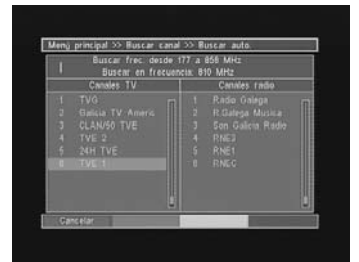 Menú principal >> Buscar canal >> Buscar auto.
Buscar frec. desde 177 a 858 MHz
Buscar en frecuencia: 810 MHz
Canales TV
Canales radio
1 TVG
2 Galicia TV Americ
3 CLAN/50 TVE
4 TVE 2
5 24H TVE
6 TVE 1
1 Radio Galega
2 R.Galega Musica
3 Son Galicia Radio
4 RNE3
5 RNE1
6 RNEC
Cancelar